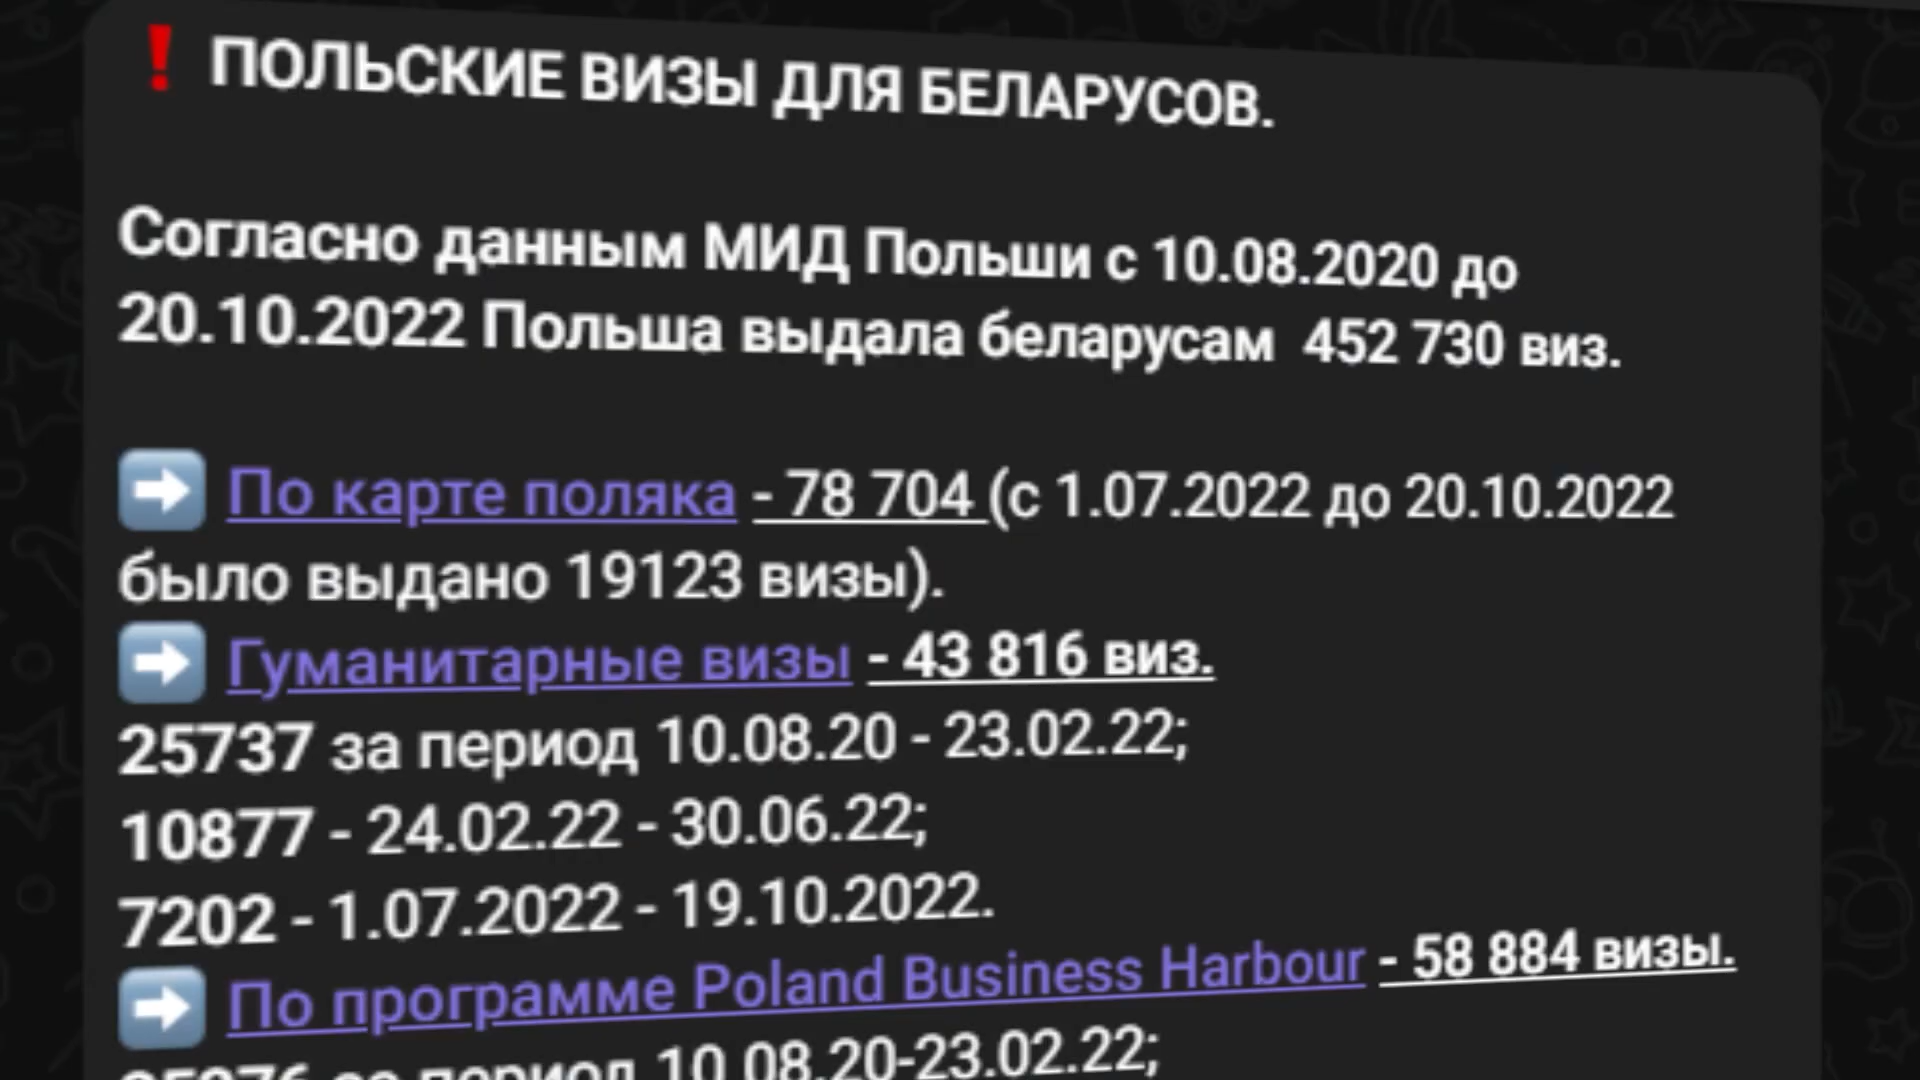 ❗ ПОЛЬСКИЕ ВИЗЫ ДЛЯ БЕЛАРУСОВ.
Согласно данным МИД Польши с 10.08.2020 до
20.10.2022 Польша выдала беларусам 452 730 виз.
➡️ По карте поляка - 78 704 (с 1.07.2022 до 20.10.2022
было выдано 19123 визы).
➡️ Гуманитарные визы - 43 816 виз.
25737 за период 10.08.20 - 23.02.22;
10877 - 24.02.22 - 30.06.22;
7202 - 1.07.2022 - 19.10.2022.
➡️ По программе Poland Business Harbour - 58 884 визы.
за период 10.08.20-23.02.22;